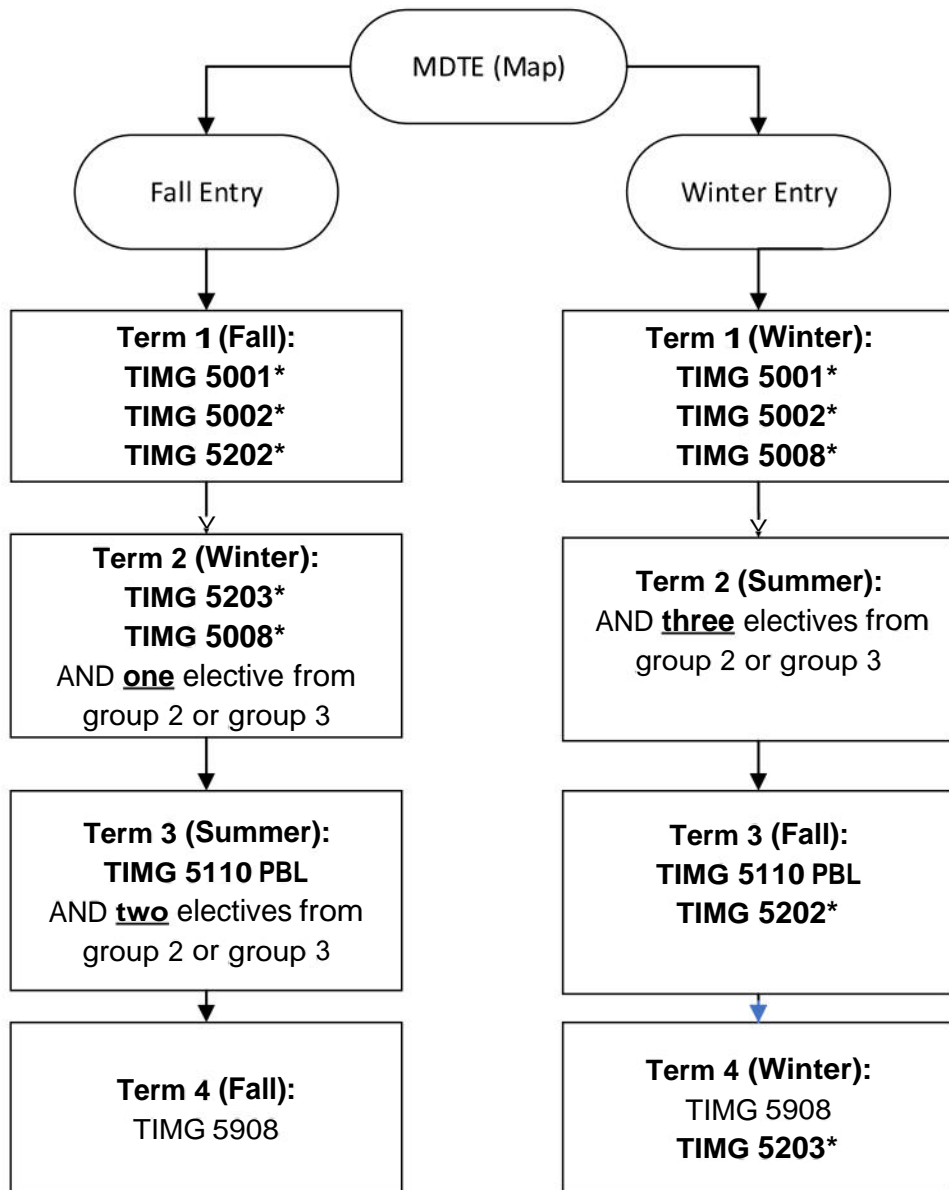 MDTE (Map)
Fall Entry
Winter Entry
Term 1 (Fall):
TIMG 5001*
TIMG 5002*
TIMG 5202*
Term 1 (Winter):
TIMG 5001*
TIMG 5002*
TIMG 5008*
Term 2 (Winter):
TIMG 5203*
TIMG 5008*
AND one elective from
group 2 or group 3
Term 2 (Summer):
AND three electives from
group 2 or group 3
Term 3 (Summer):
TIMG 5110 PBL
AND two electives from
group 2 or group 3
Term 3 (Fall):
TIMG 5110 PBL
TIMG 5202*
Term 4 (Fall):
TIMG 5908
Term 4 (Winter):
TIMG 5908
TIMG 5203*